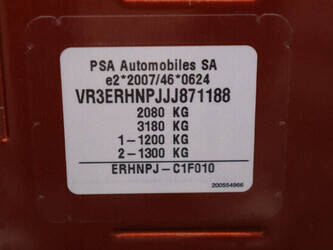 PSA Automobiles SA
e2*2007/46*0624
VR3ERHNPJJJ871188
2080 KG
3180 KG
1-1200 KG
2-1300 KG
ERHNPJ-C1F010
200554966